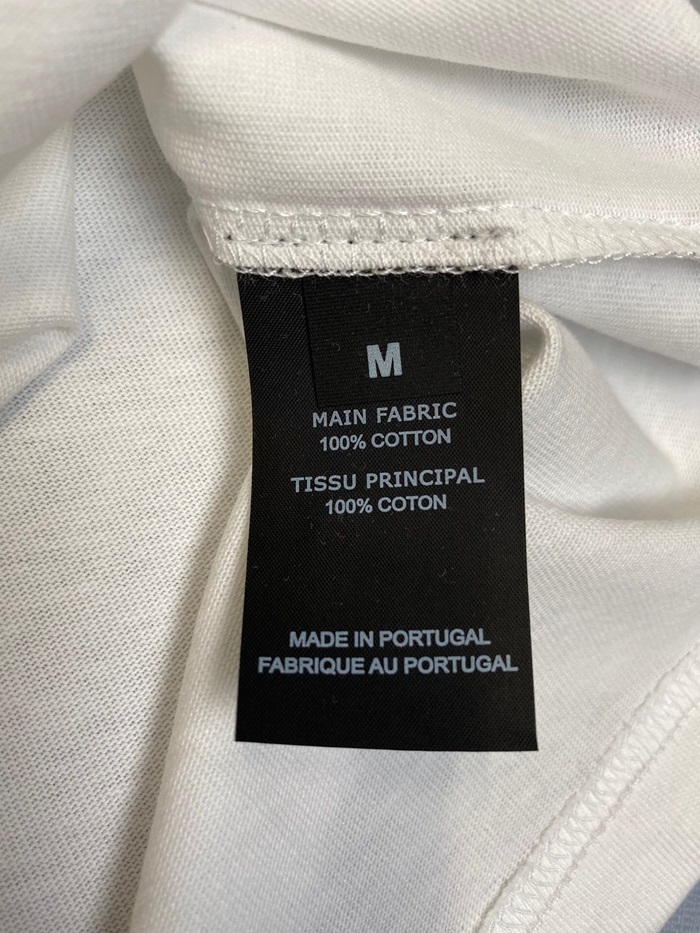 M
MAIN FABRIC
100% COTTON
TISSU PRINCIPAL
100% COTON
MADE IN PORTUGAL
FABRIQUE AU PORTUGAL